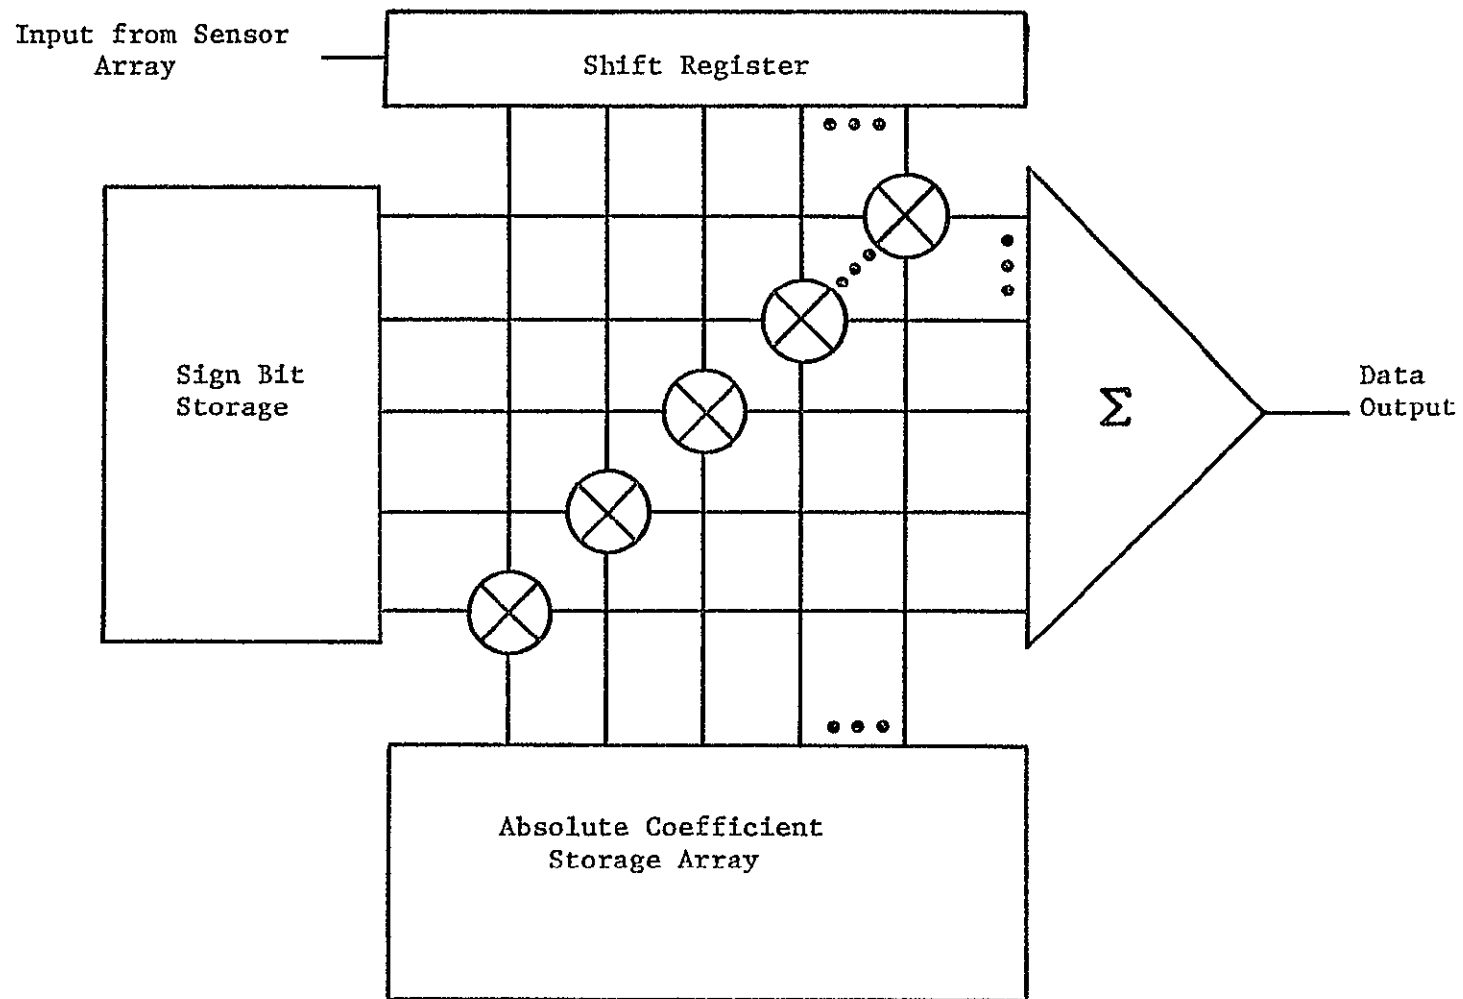 Input from Sensor
Array
Shift Register
Sign Bit
Storage
Σ
Data
Output
Absolute Coefficient
Storage Array